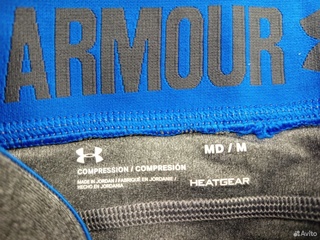 ARMOUR
MD / M
COMPRESSION / COMPRESIÓN
MADE IN JORDAN / FABRIQUÉ EN JORDANIE /
HECHO EN JORDANIA
HEATGEAR
Avito